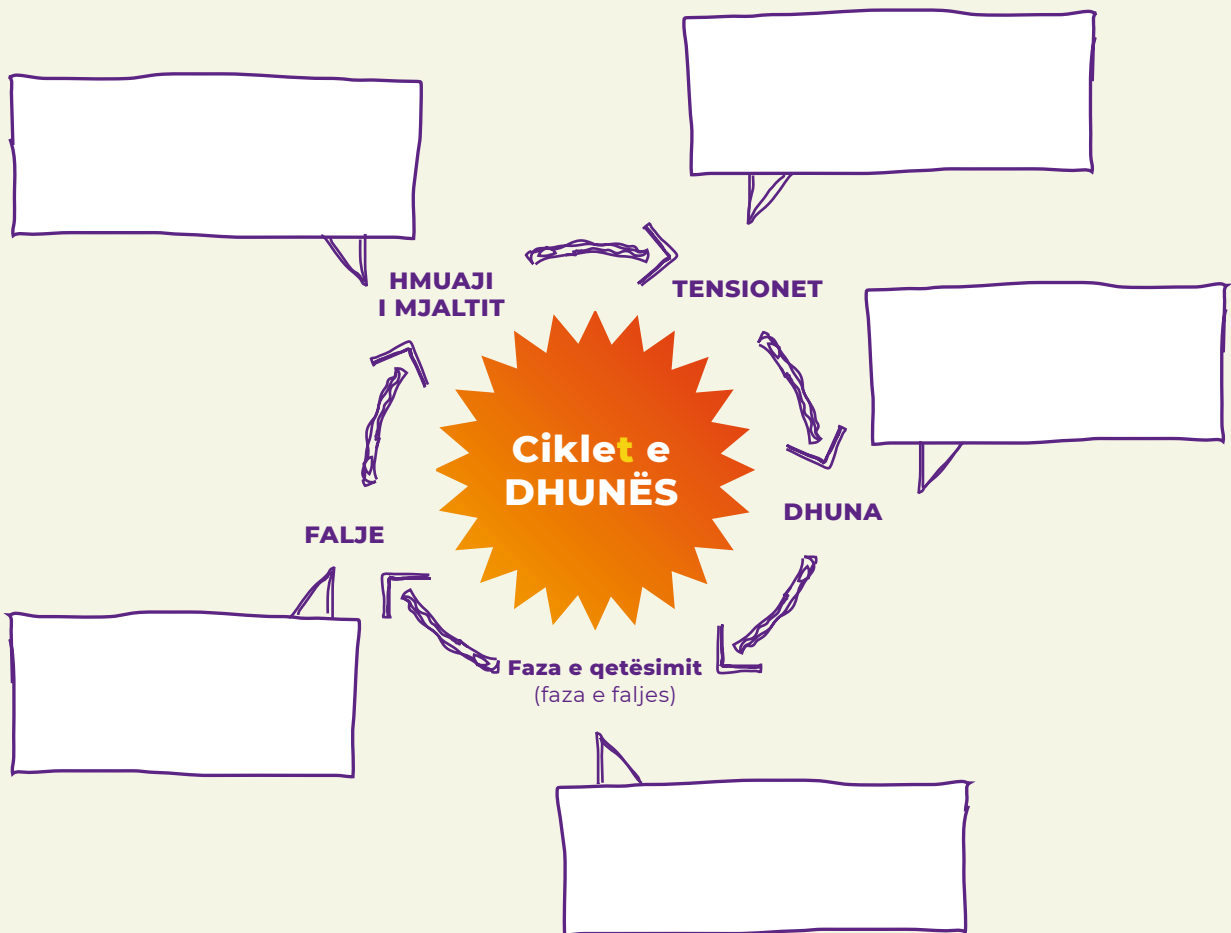 HMUAJI
I MJALTIT
TENSIONET
Ciklet e
DHUNËS
DHUNA
FALJE
Faza e qetësimit
(faza e faljes)